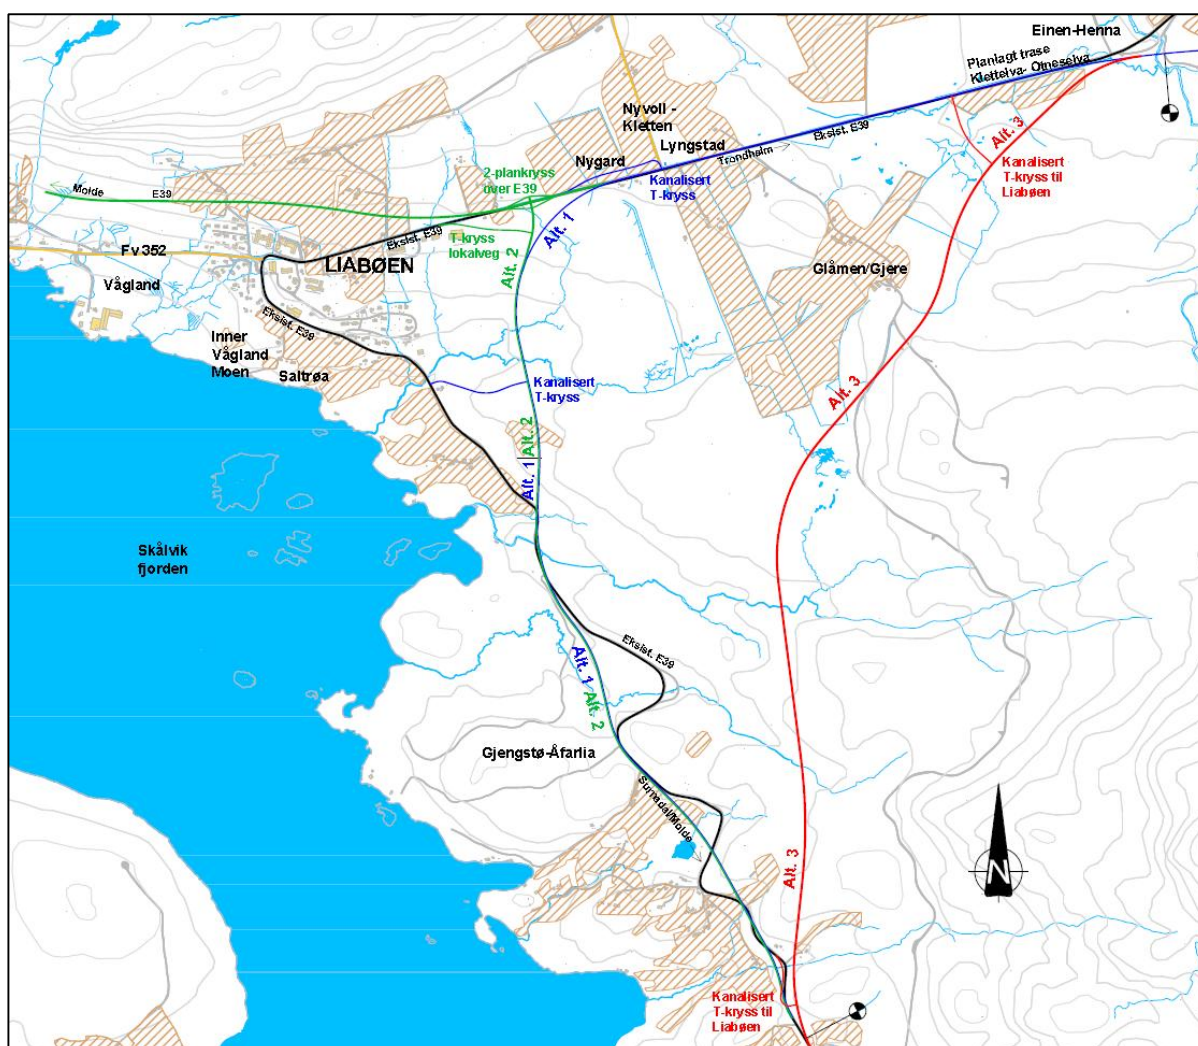 Einen-Henna
Planlagt trase
Klettelva- Otneselva
Nyvoll -
Kletten
Lyngstad
Eksist. E39
Trondheim
Alt. 3
Nygard
Kanalisert
T-kryss til
Liabøen
2-plankryss
over E39
Kanalisert
T-kryss
Molde
E39
Alt. 1
Eksist. E39
T-kryss
lokalveg
Alt. 2
Fv 352
LIABØEN
Glåmen/Gjere
Vågland
Eksist. E39
Inner
Vågland
Moen
Saltrøa
Kanalisert
T-kryss
Alt. 3
Alt. 2
Alt. 1
Skålvik
fjorden
Eksist. E39
Alt. 1
Alt. 2
Gjengstø-Åfarlia
Surnadal/Molde
Alt. 3
N
Kanalisert
T-kryss til
Liabøen